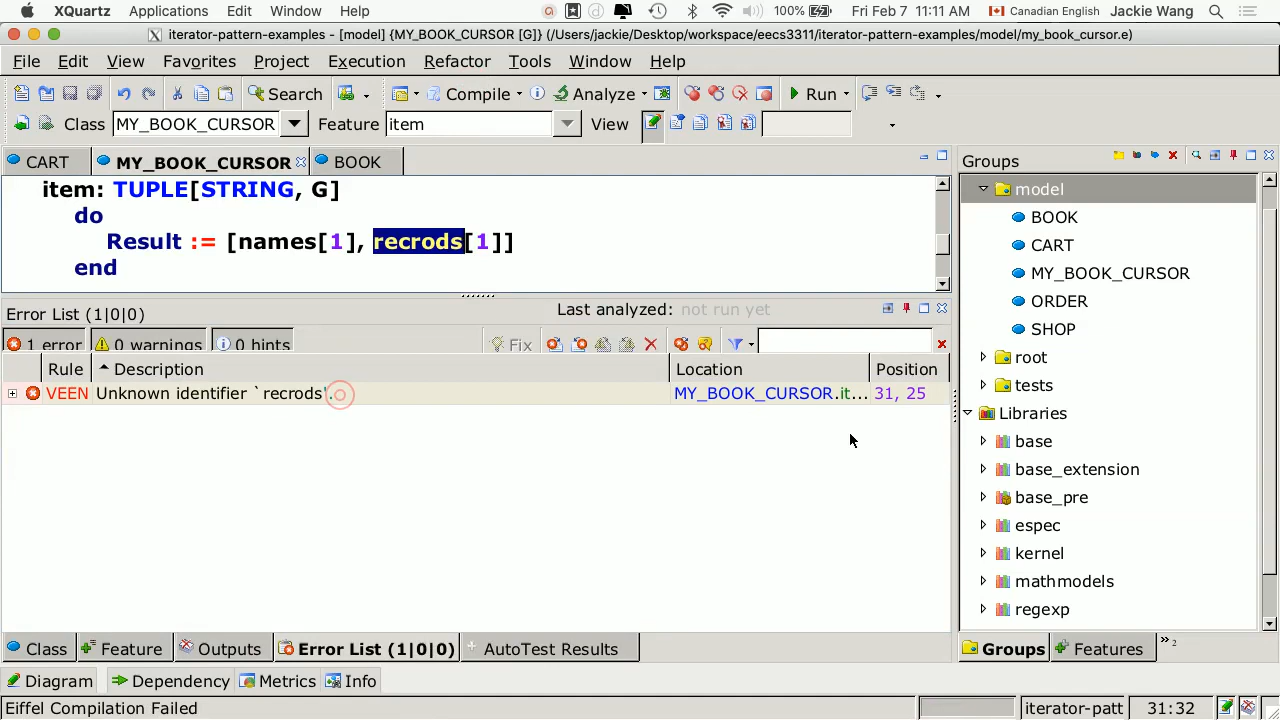 XQuartz Applications Edit Window Help 100% Fri Feb 7 11:11 AM Canadian English Jackie Wang
iterator-pattern-examples - [model] {MY_BOOK_CURSOR [G]} (/Users/jackie/Desktop/workspace/eecs3311/iterator-pattern-examples/model/my_book_cursor.e)
File Edit View Favorites Project Execution Refactor Tools Window Help
Search Compile Analyze Run
Class MY_BOOK_CURSOR Feature item View
CART MY_BOOK_CURSOR BOOK
item: TUPLE[STRING, G]
do
Result := [names[1], recrods[1]]
end
Error List (1|0|0) Last analyzed: not run yet
1 error 0 warnings 0 hints Fix
Rule Description Location Position
VEEN Unknown identifier `recrods'. MY_BOOK_CURSOR.it... 31, 25
Class Feature Outputs Error List (1|0|0) AutoTest Results
Groups
model
BOOK
CART
MY_BOOK_CURSOR
ORDER
SHOP
root
tests
Libraries
base
base_extension
base_pre
espec
kernel
mathmodels
regexp
Groups Features » 2
Diagram Dependency Metrics Info
Eiffel Compilation Failed iterator-patt 31:32